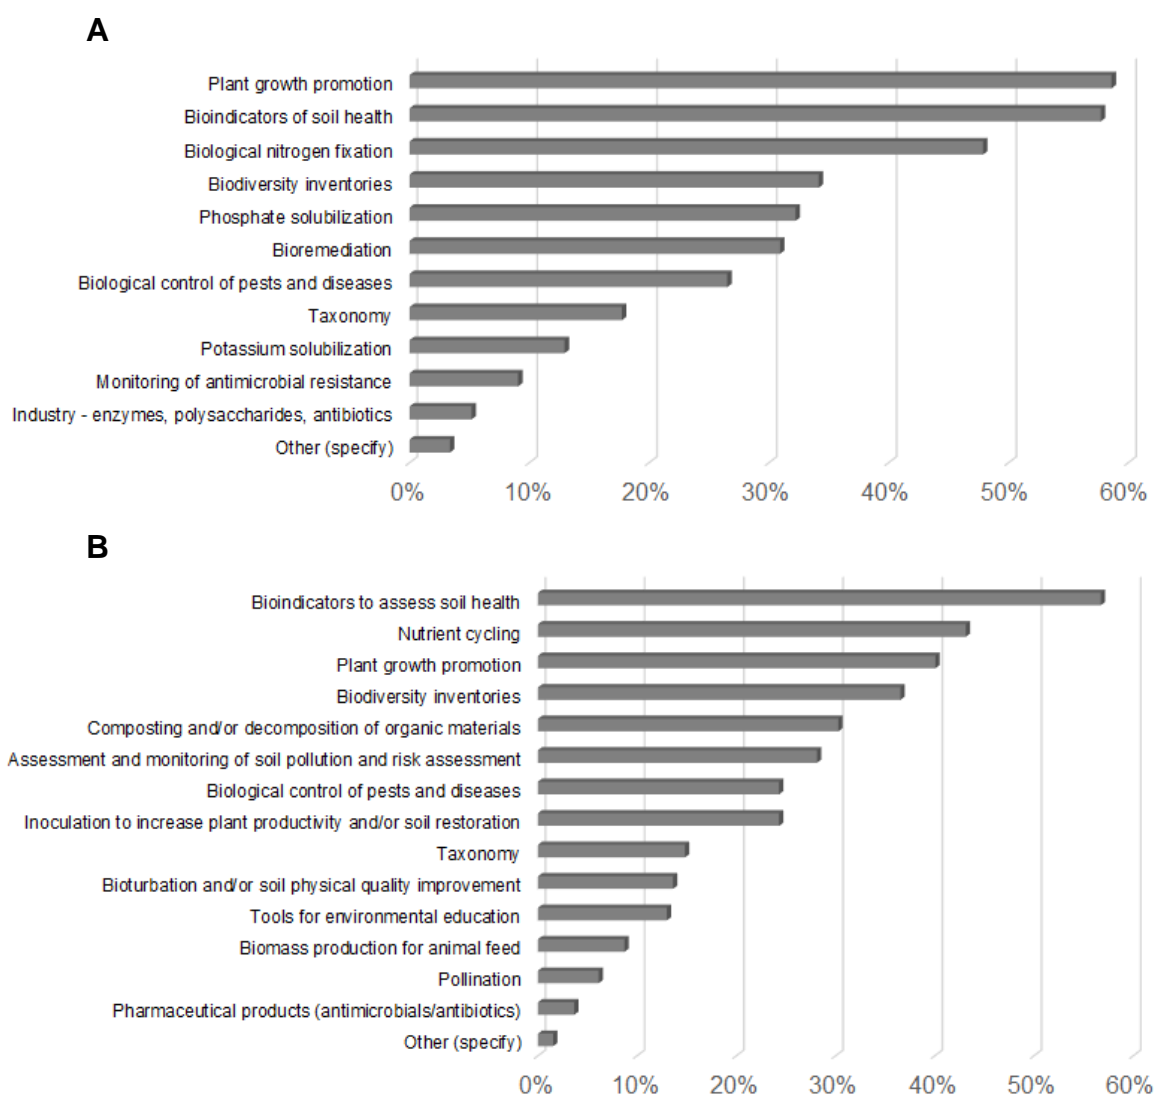 A
Plant growth promotion
Bioindicators of soil health
Biological nitrogen fixation
Biodiversity inventories
Phosphate solubilization
Bioremediation
Biological control of pests and diseases
Taxonomy
Potassium solubilization
Monitoring of antimicrobial resistance
Industry - enzymes, polysaccharides, antibiotics
Other (specify)
0% 10% 20% 30% 40% 50% 60%
B
Bioindicators to assess soil health
Nutrient cycling
Plant growth promotion
Biodiversity inventories
Composting and/or decomposition of organic materials
Assessment and monitoring of soil pollution and risk assessment
Biological control of pests and diseases
Inoculation to increase plant productivity and/or soil restoration
Taxonomy
Bioturbation and/or soil physical quality improvement
Tools for environmental education
Biomass production for animal feed
Pollination
Pharmaceutical products (antimicrobials/antibiotics)
Other (specify)
0% 10% 20% 30% 40% 50% 60%